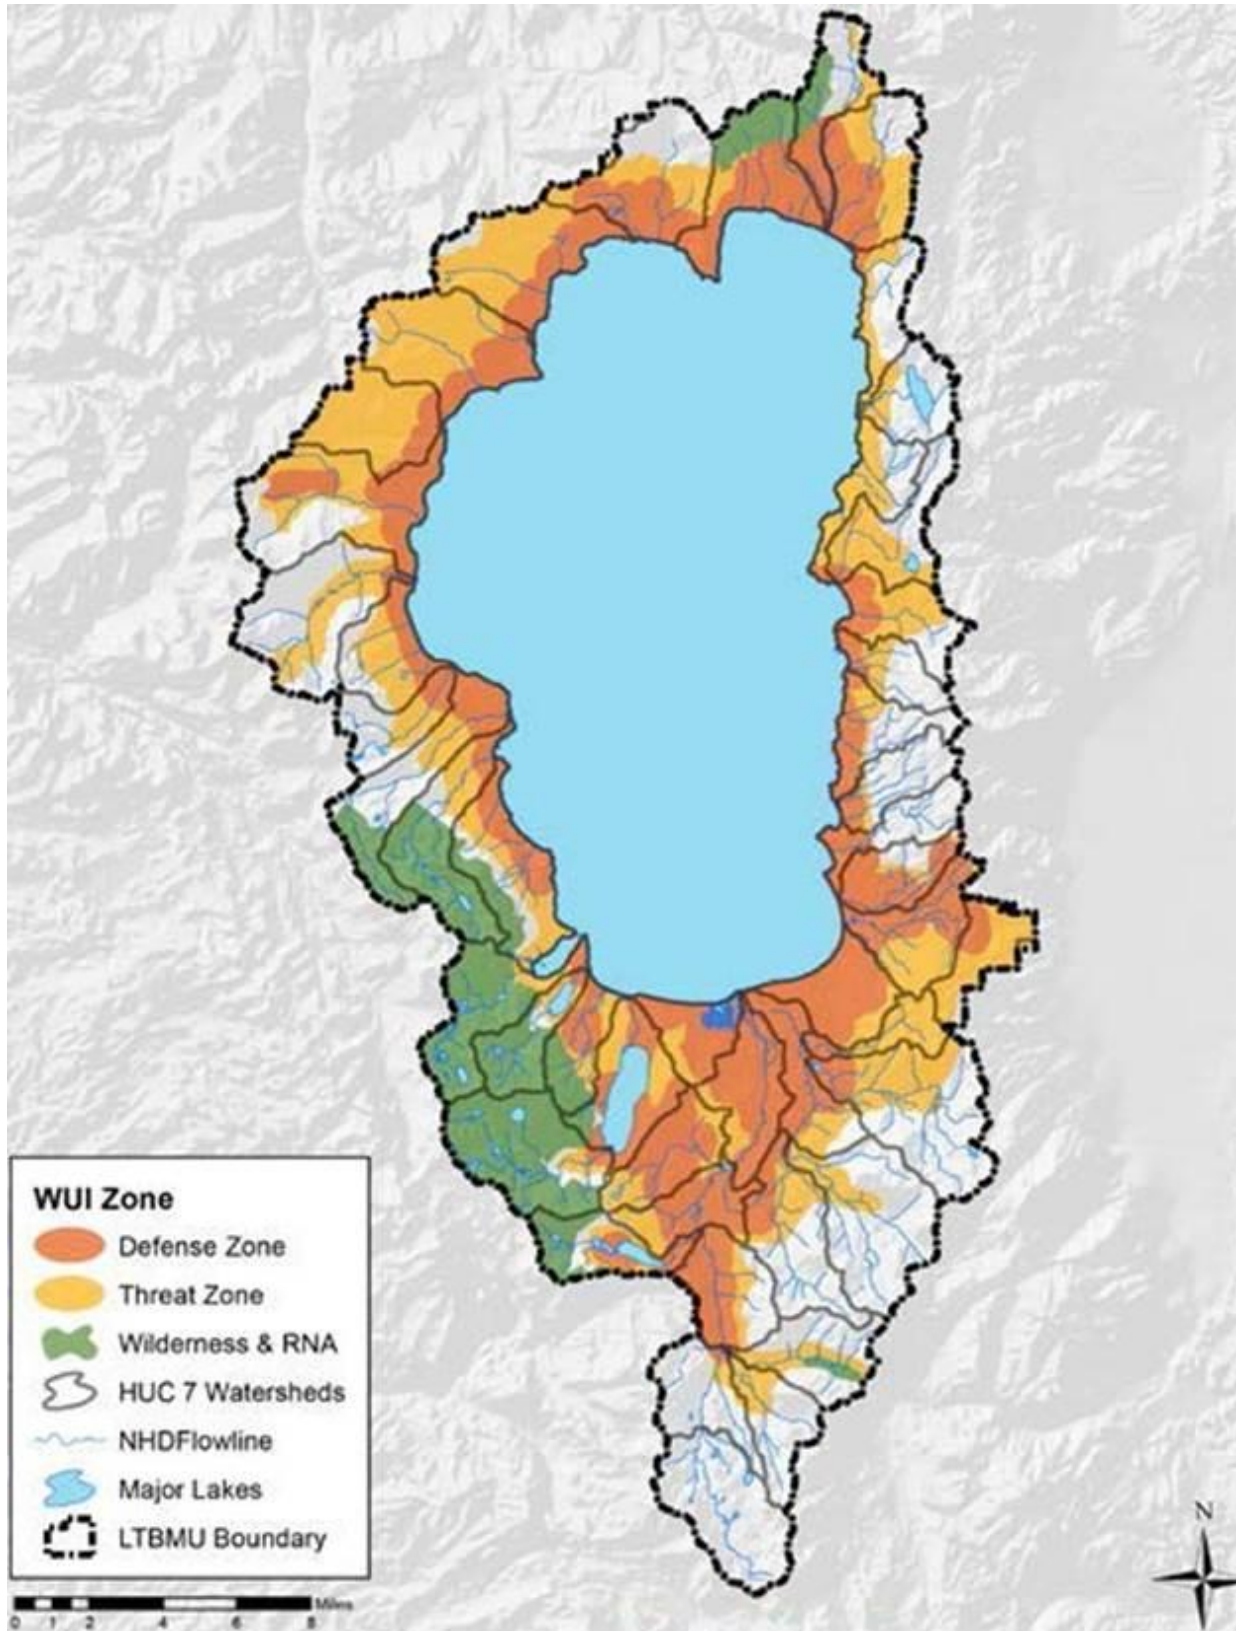 WUI Zone
Defense Zone
Threat Zone
Wilderness & RNA
HUC 7 Watersheds
NHDFlowline
Major Lakes
LTBMU Boundary
Miles
0 1 2 4 6 8
N